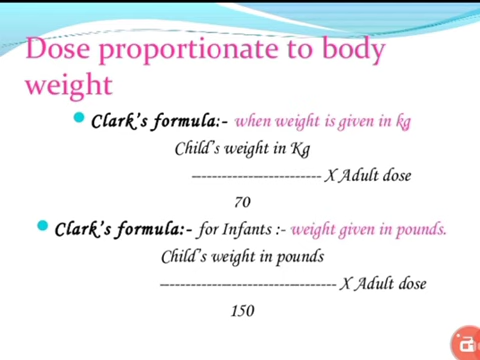 Dose proportionate to body
weight
Clark's formula:- when weight is given in kg
Child's weight in Kg
------------------------- X Adult dose
70
Clark's formula:- for Infants :- weight given in pounds.
Child's weight in pounds
---------------------------------- X Adult dose
150